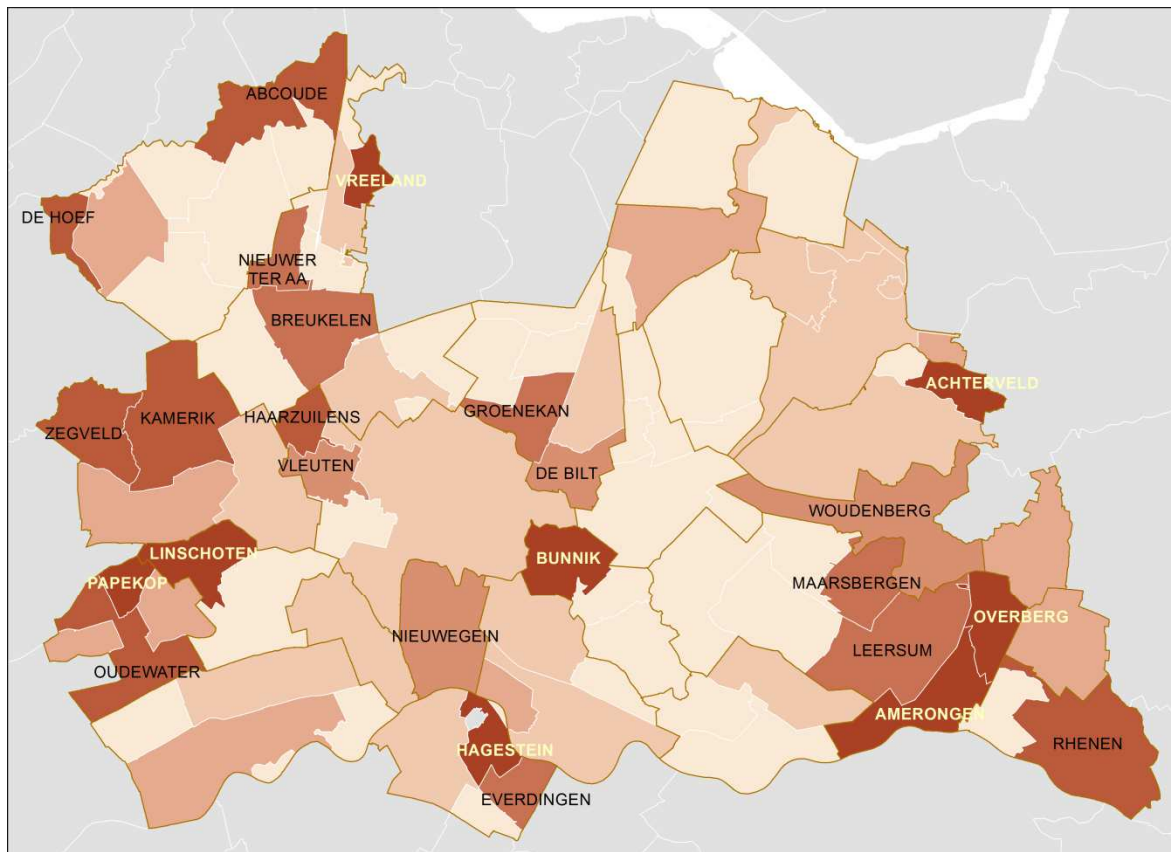 ABCOUDE
VREELAND
DE HOEF
NIEUWER
TER AA
BREUKELEN
ACHTERVELD
KAMERIK
HAARZUILENS
GROENEKAN
ZEGVELD
VLEUTEN
DE BILT
WOUDENBERG
LINSCHOTEN
BUNNIK
PAPEKOP
MAARSBERGEN
OVERBERG
NIEUWEGEIN
LEERSUM
OUDEWATER
AMERONGEN
RHENEN
HAGESTEIN
EVERDINGEN